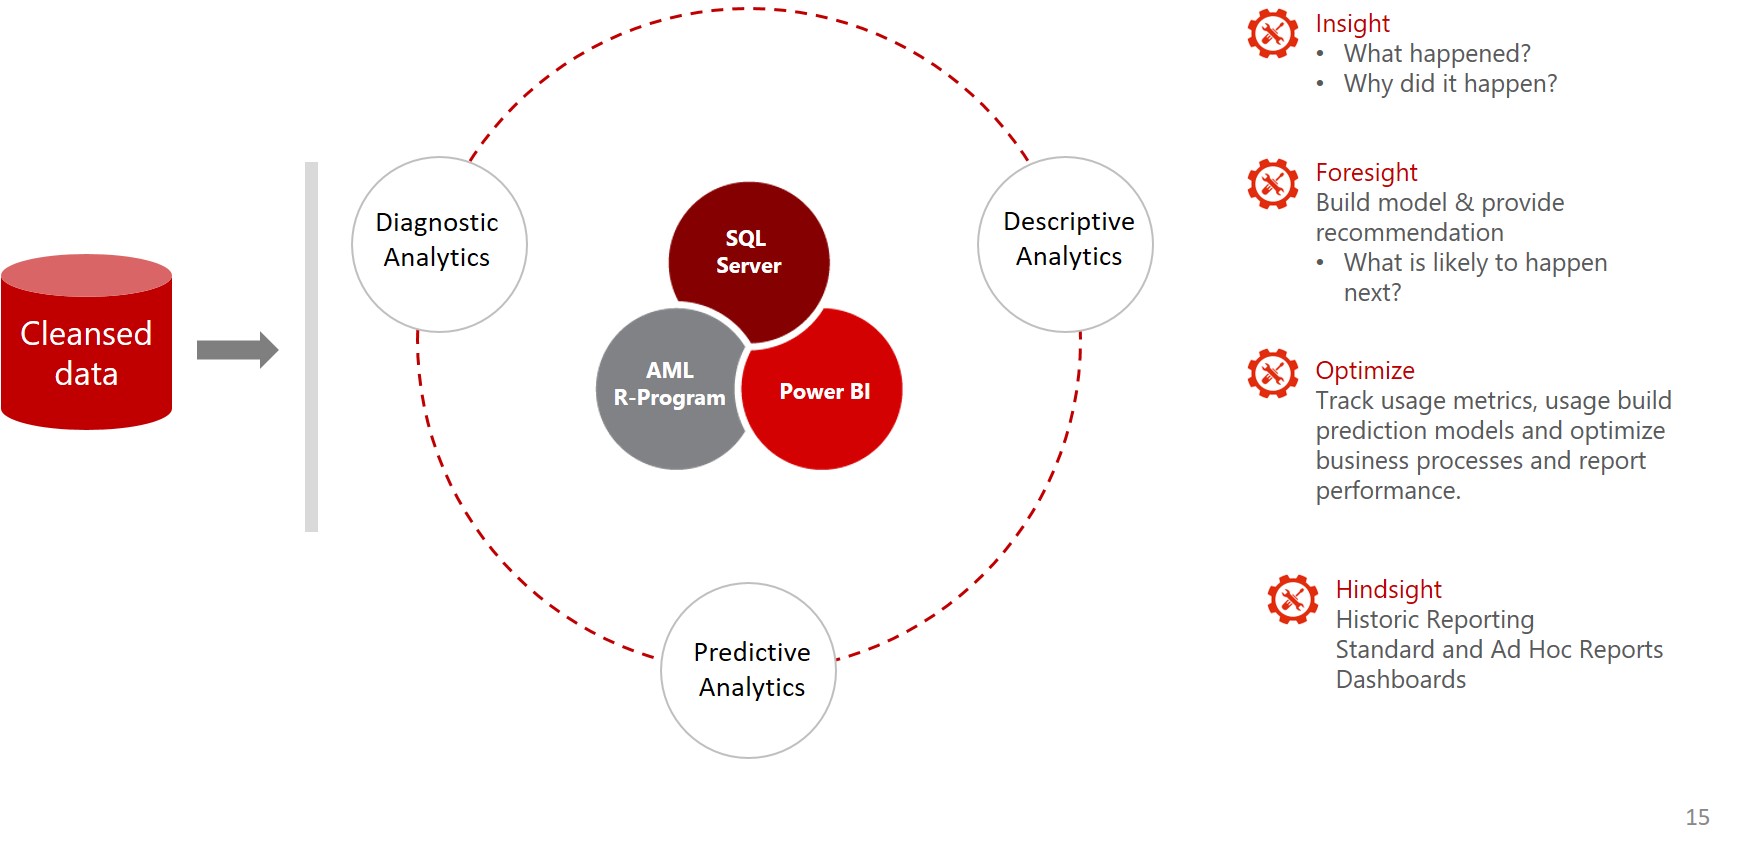 Cleansed
data
Diagnostic
Analytics
SQL
Server
AML
R-Program
Power BI
Descriptive
Analytics
Predictive
Analytics
Insight
• What happened?
• Why did it happen?
Foresight
Build model & provide
recommendation
• What is likely to happen
next?
Optimize
Track usage metrics, usage build
prediction models and optimize
business processes and report
performance.
Hindsight
Historic Reporting
Standard and Ad Hoc Reports
Dashboards
15